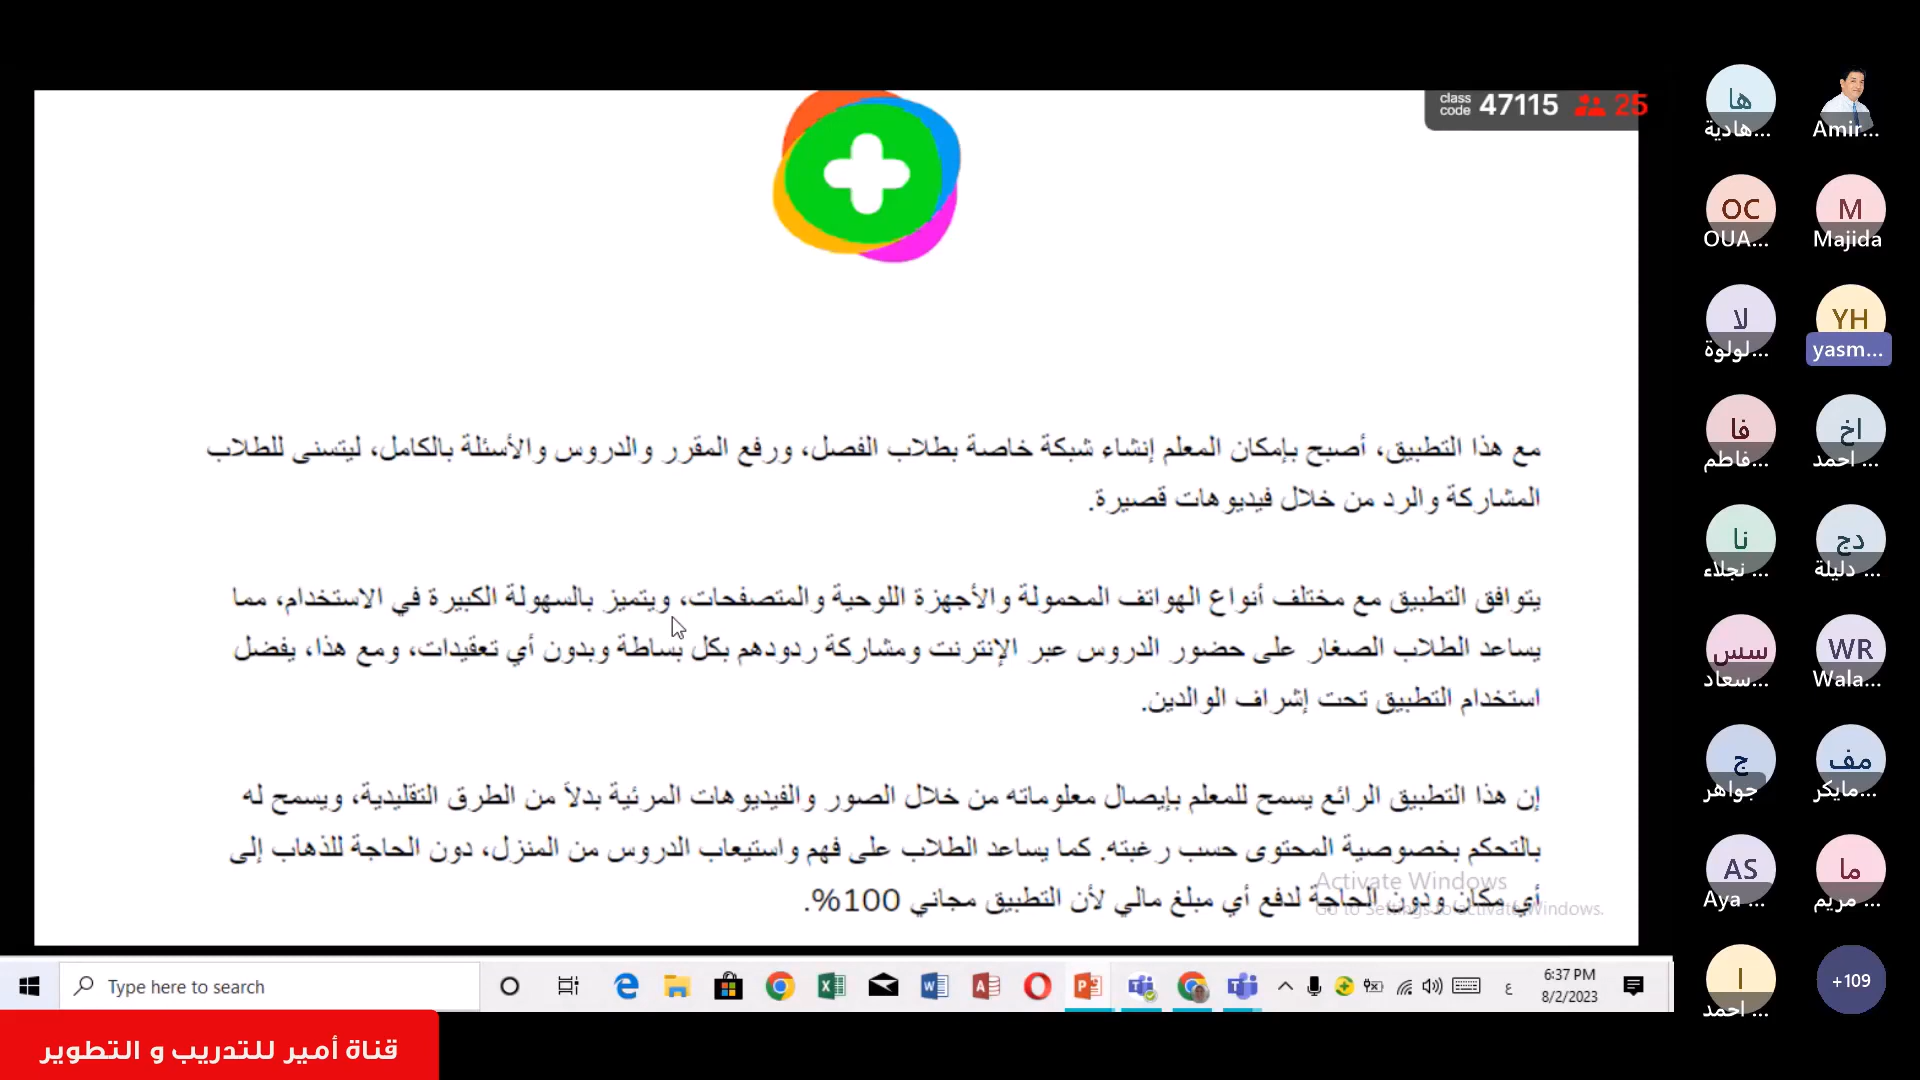 class code 47115 25
مع هذا التطبيق، أصبح بإمكان المعلم إنشاء شبكة خاصة بطلاب الفصل، ورفع المقرر والدروس والأسئلة بالكامل، ليتسنى للطلاب
المشاركة والرد من خلال فيديوهات قصيرة.
يتوافق التطبيق مع مختلف أنواع الهواتف المحمولة والأجهزة اللوحية والمتصفحات، ويتميز بالسهولة الكبيرة في الاستخدام، مما
يساعد الطلاب الصغار على حضور الدروس عبر الإنترنت ومشاركة ردودهم بكل بساطة وبدون أي تعقيدات، ومع هذا، يفضل
استخدام التطبيق تحت إشراف الوالدين.
إن هذا التطبيق الرائع يسمح للمعلم بإيصال معلوماته من خلال الصور والفيديوهات المرئية بدلاً من الطرق التقليدية، ويسمح له
بالتحكم بخصوصية المحتوى حسب رغبته. كما يساعد الطلاب على فهم واستيعاب الدروس من المنزل، دون الحاجة للذهاب إلى
أي مكان ودون الحاجة لدفع أي مبلغ مالي لأن التطبيق مجاني 100%.
Activate Windows
Go to Settings to activate Windows.
Type here to search
ع
6:37 PM
8/2/2023
قناة أمير للتدريب و التطوير
ها
هادية...
Amir...
OC
OUA...
M
Majida
لا
لولوة...
YH
yasm...
فا
فاطم...
اخ
احمد ...
نا
نجلاء ...
دج
دليلة ...
سس
سعاد...
WR
Wala...
ج
جواهر
مف
مايكر...
AS
Aya ...
ما
مريم ...
ا
احمد ...
+109